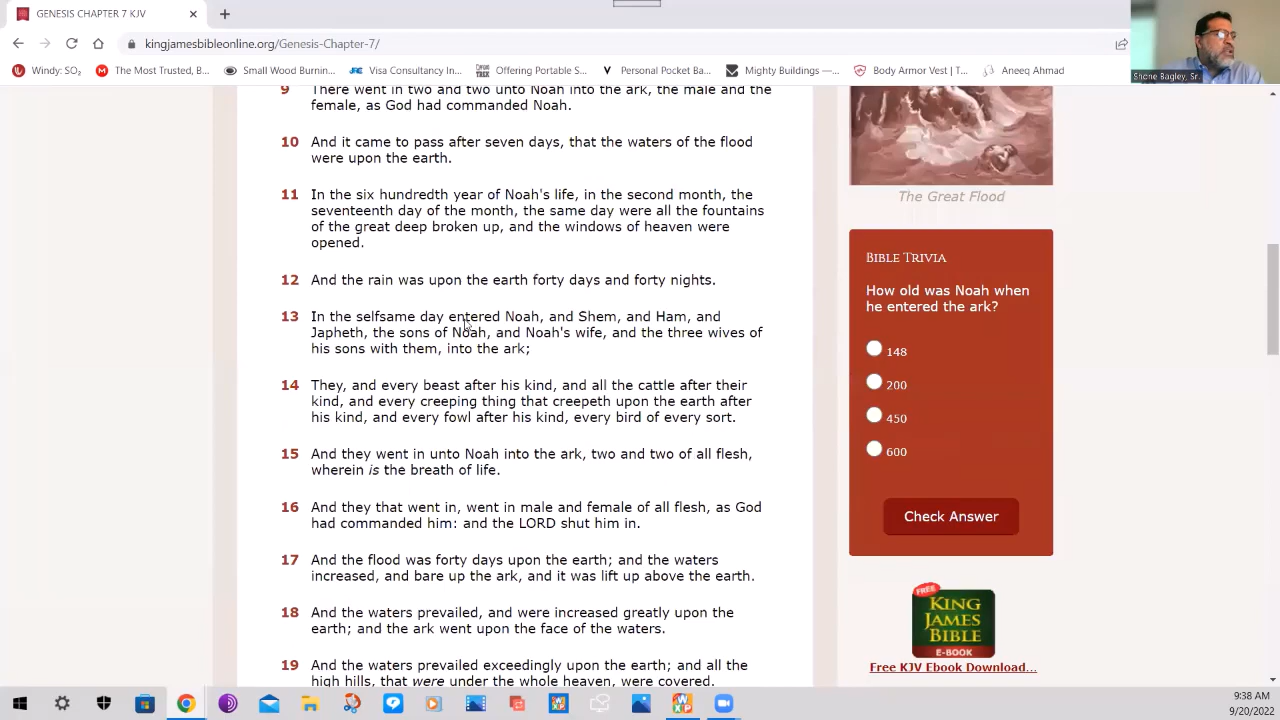 GENESIS CHAPTER 7 KJV
kingjamesbibleonline.org/Genesis-Chapter-7/
Windy: SO₂
The Most Trusted, B...
Small Wood Burnin...
Visa Consultancy In...
Offering Portable S...
Personal Pocket Ba...
Mighty Buildings —...
Body Armor Vest | T...
Aneeq Ahmad
Shone Bagley, Sr.
9 There went in two and two unto Noah into the ark, the male and the
female, as God had commanded Noah.
10 And it came to pass after seven days, that the waters of the flood
were upon the earth.
11 In the six hundredth year of Noah's life, in the second month, the
seventeenth day of the month, the same day were all the fountains
of the great deep broken up, and the windows of heaven were
opened.
12 And the rain was upon the earth forty days and forty nights.
13 In the selfsame day entered Noah, and Shem, and Ham, and
Japheth, the sons of Noah, and Noah's wife, and the three wives of
his sons with them, into the ark;
14 They, and every beast after his kind, and all the cattle after their
kind, and every creeping thing that creepeth upon the earth after
his kind, and every fowl after his kind, every bird of every sort.
15 And they went in unto Noah into the ark, two and two of all flesh,
wherein is the breath of life.
16 And they that went in, went in male and female of all flesh, as God
had commanded him: and the LORD shut him in.
17 And the flood was forty days upon the earth; and the waters
increased, and bare up the ark, and it was lift up above the earth.
18 And the waters prevailed, and were increased greatly upon the
earth; and the ark went upon the face of the waters.
19 And the waters prevailed exceedingly upon the earth; and all the
high hills, that were under the whole heaven, were covered.
The Great Flood
BIBLE TRIVIA
How old was Noah when
he entered the ark?
148
200
450
600
Check Answer
FREE
KING
JAMES
BIBLE
E-BOOK
Free KJV Ebook Download...
9:38 AM
9/20/2022